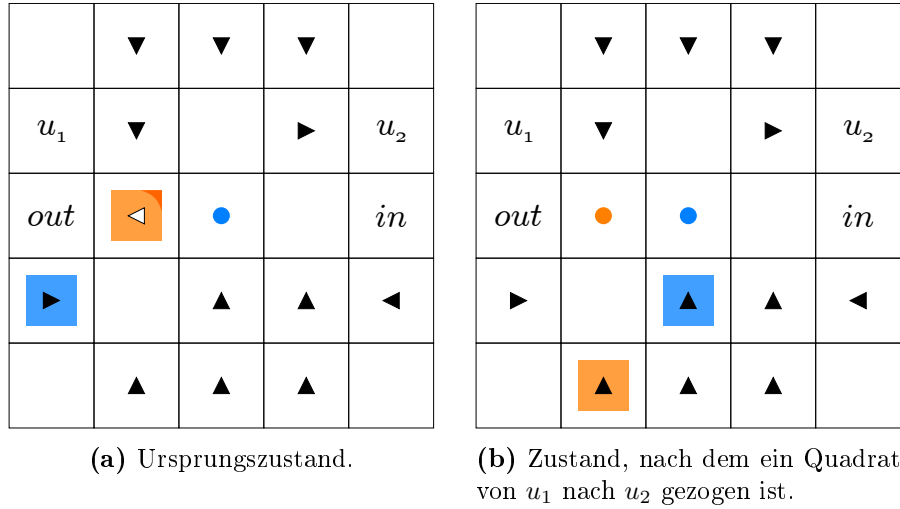 u₁ u₂ u₁ u₂
out in out in
(a) Ursprungszustand.
(b) Zustand, nach dem ein Quadrat
von u₁ nach u₂ gezogen ist.